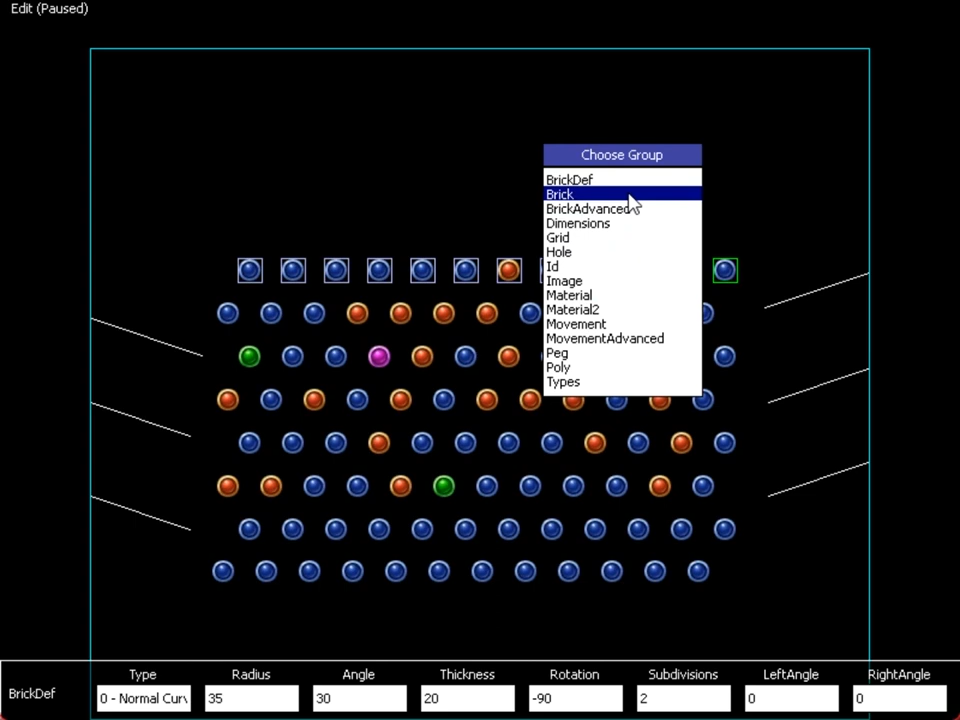 Edit (Paused)
Choose Group
BrickDef
Brick
BrickAdvanced
Dimensions
Grid
Hole
Id
Image
Material
Material2
Movement
MovementAdvanced
Peg
Poly
Types
Type Radius Angle Thickness Rotation Subdivisions LeftAngle RightAngle
BrickDef 0 - Normal Curv 35 30 20 -90 2 0 0